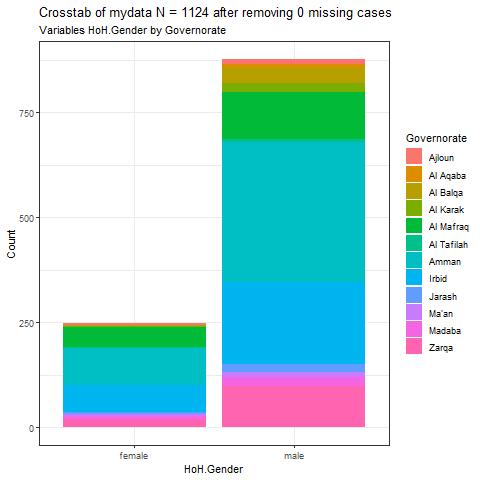 Crosstab of mydata N = 1124 after removing 0 missing cases
Variables HoH.Gender by Governorate
Count
750
500
250
0
female
male
HoH.Gender
Governorate
Ajloun
Al Aqaba
Al Balqa
Al Karak
Al Mafraq
Al Tafilah
Amman
Irbid
Jarash
Ma'an
Madaba
Zarqa